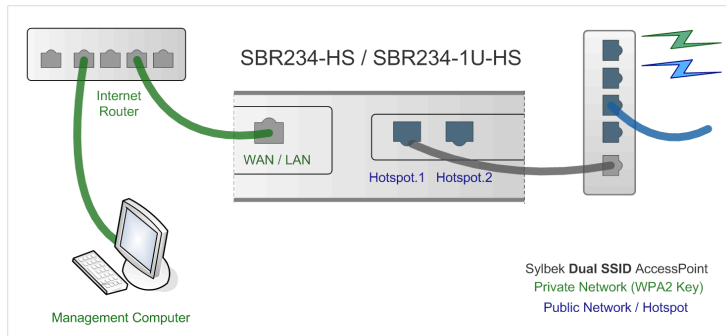 SBR234-HS / SBR234-1U-HS
Internet
Router
WAN / LAN
Hotspot.1 Hotspot.2
Management Computer
Sylbek Dual SSID AccessPoint
Private Network (WPA2 Key)
Public Network / Hotspot